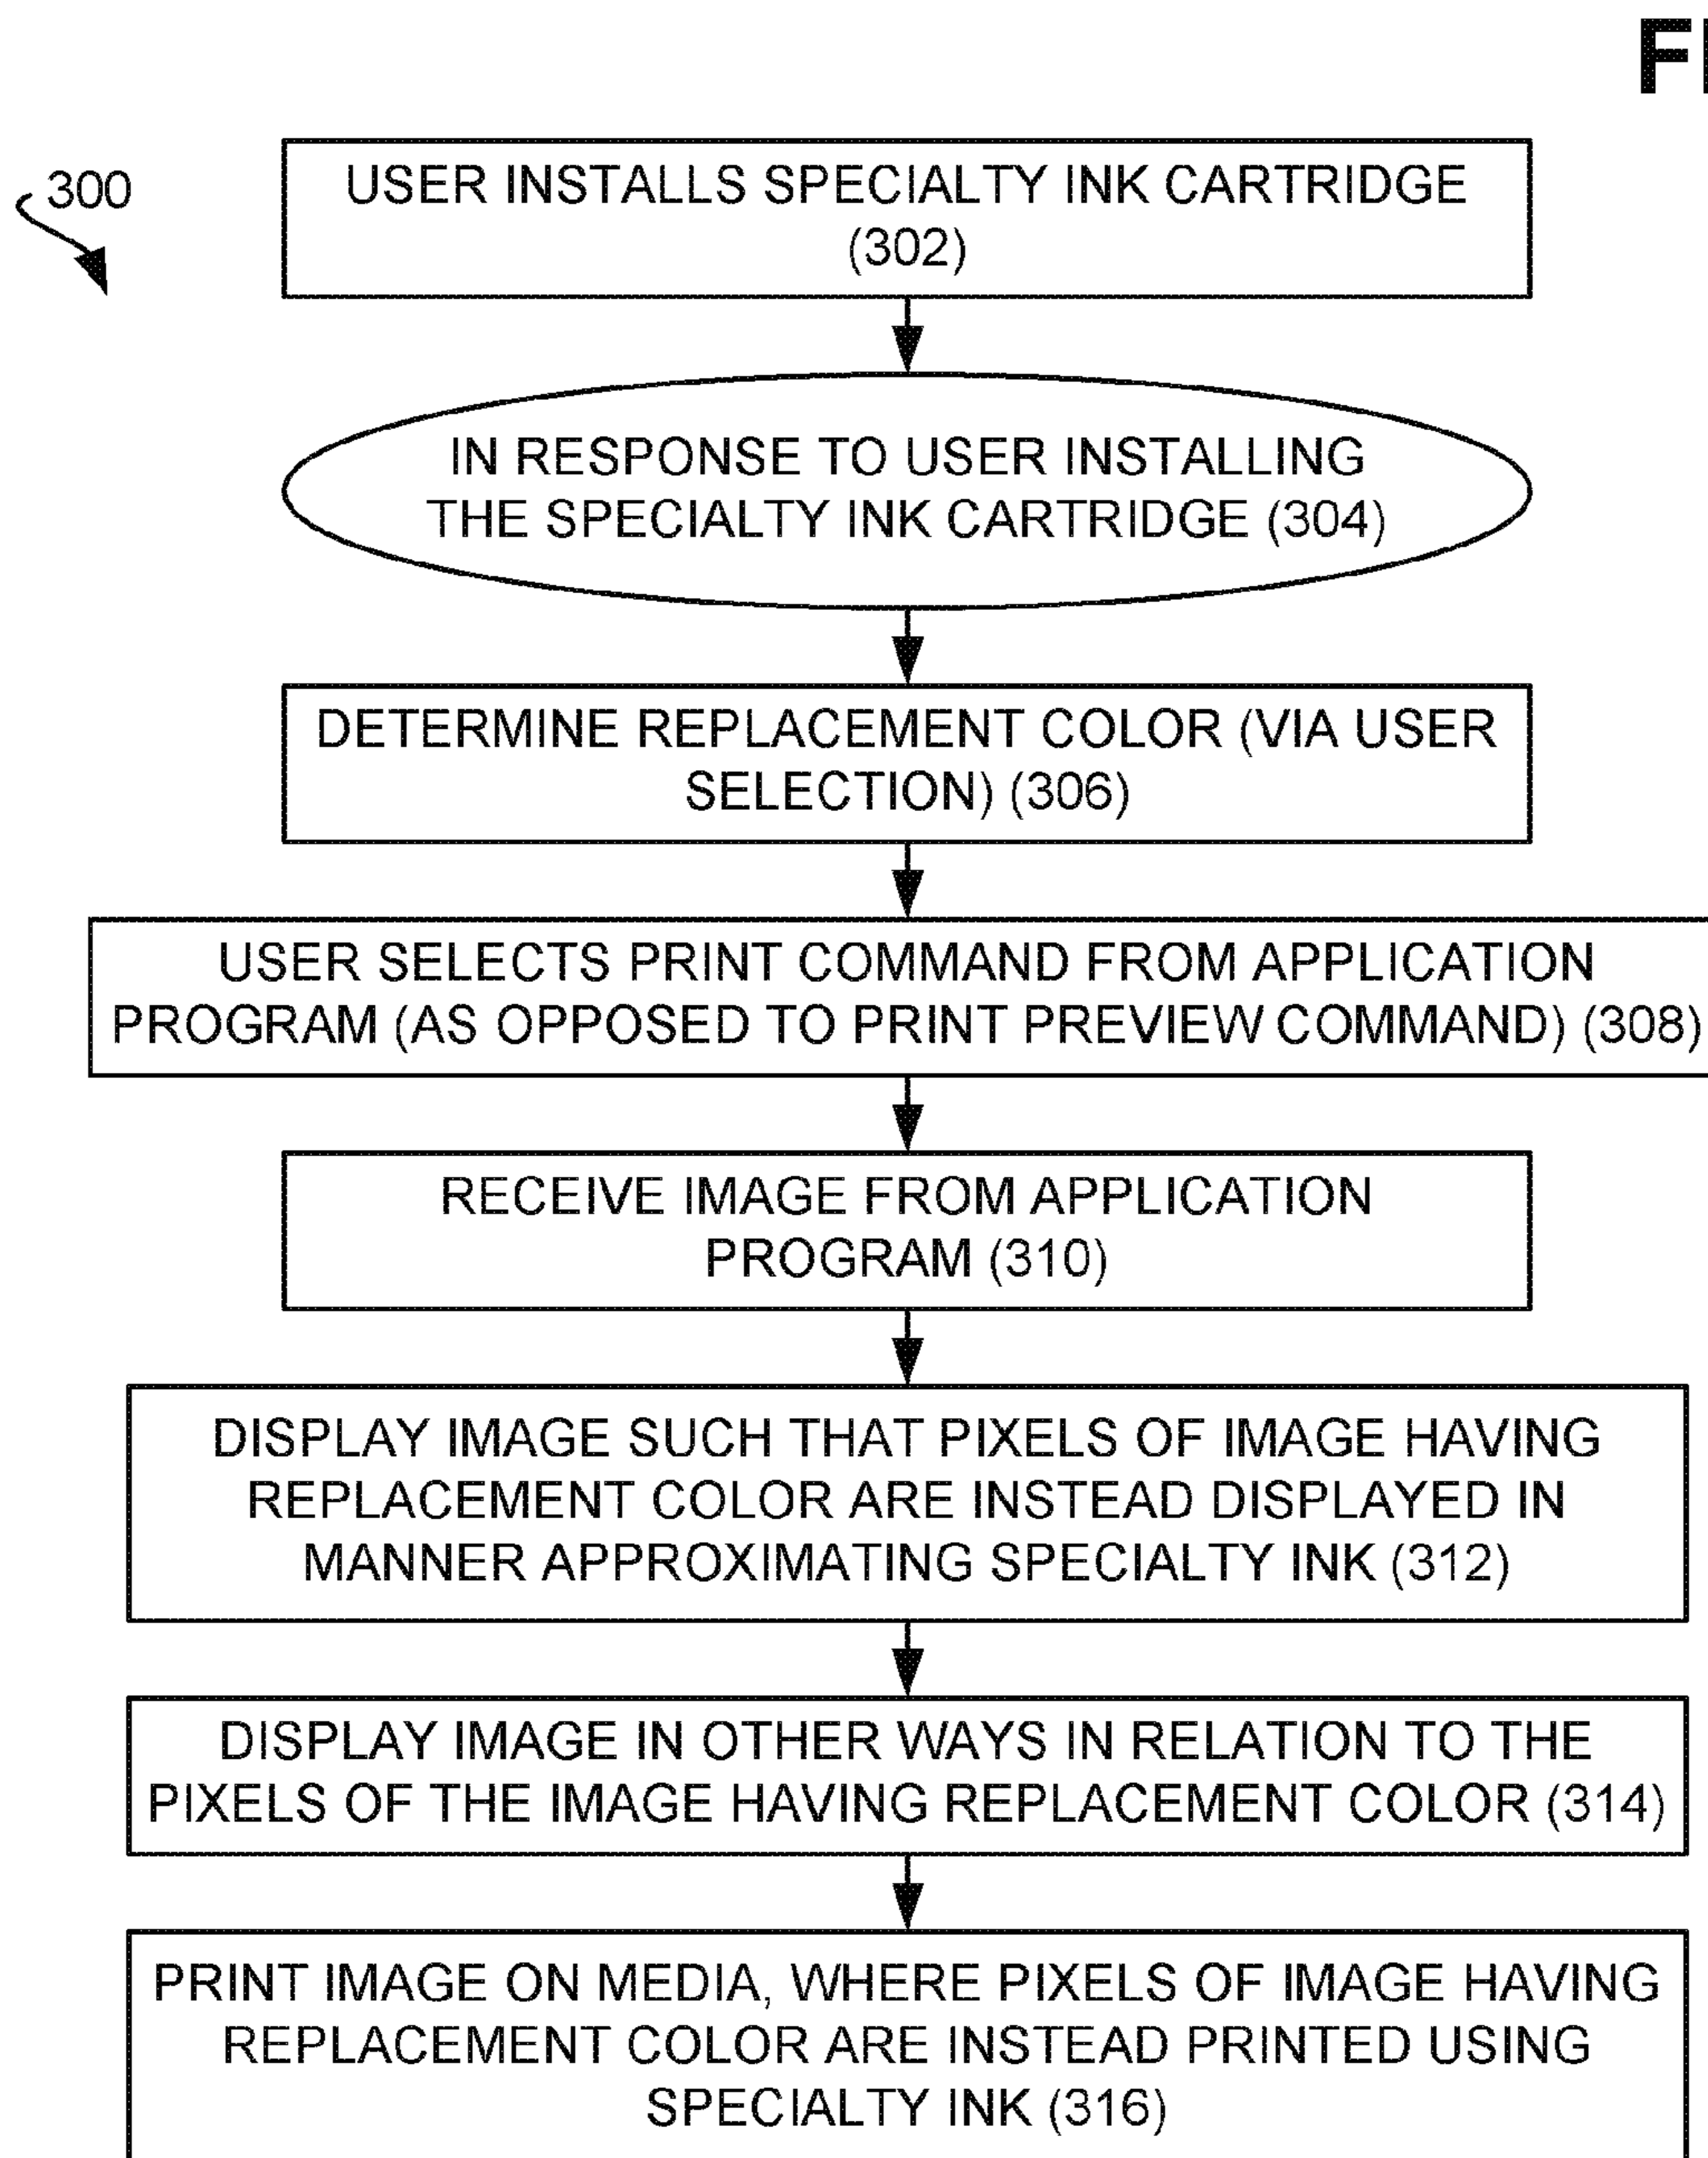 300
USER INSTALLS SPECIALTY INK CARTRIDGE
(302)
IN RESPONSE TO USER INSTALLING
THE SPECIALTY INK CARTRIDGE (304)
DETERMINE REPLACEMENT COLOR (VIA USER
SELECTION) (306)
USER SELECTS PRINT COMMAND FROM APPLICATION
PROGRAM (AS OPPOSED TO PRINT PREVIEW COMMAND) (308)
RECEIVE IMAGE FROM APPLICATION
PROGRAM (310)
DISPLAY IMAGE SUCH THAT PIXELS OF IMAGE HAVING
REPLACEMENT COLOR ARE INSTEAD DISPLAYED IN
MANNER APPROXIMATING SPECIALTY INK (312)
DISPLAY IMAGE IN OTHER WAYS IN RELATION TO THE
PIXELS OF THE IMAGE HAVING REPLACEMENT COLOR (314)
PRINT IMAGE ON MEDIA, WHERE PIXELS OF IMAGE HAVING
REPLACEMENT COLOR ARE INSTEAD PRINTED USING
SPECIALTY INK (316)